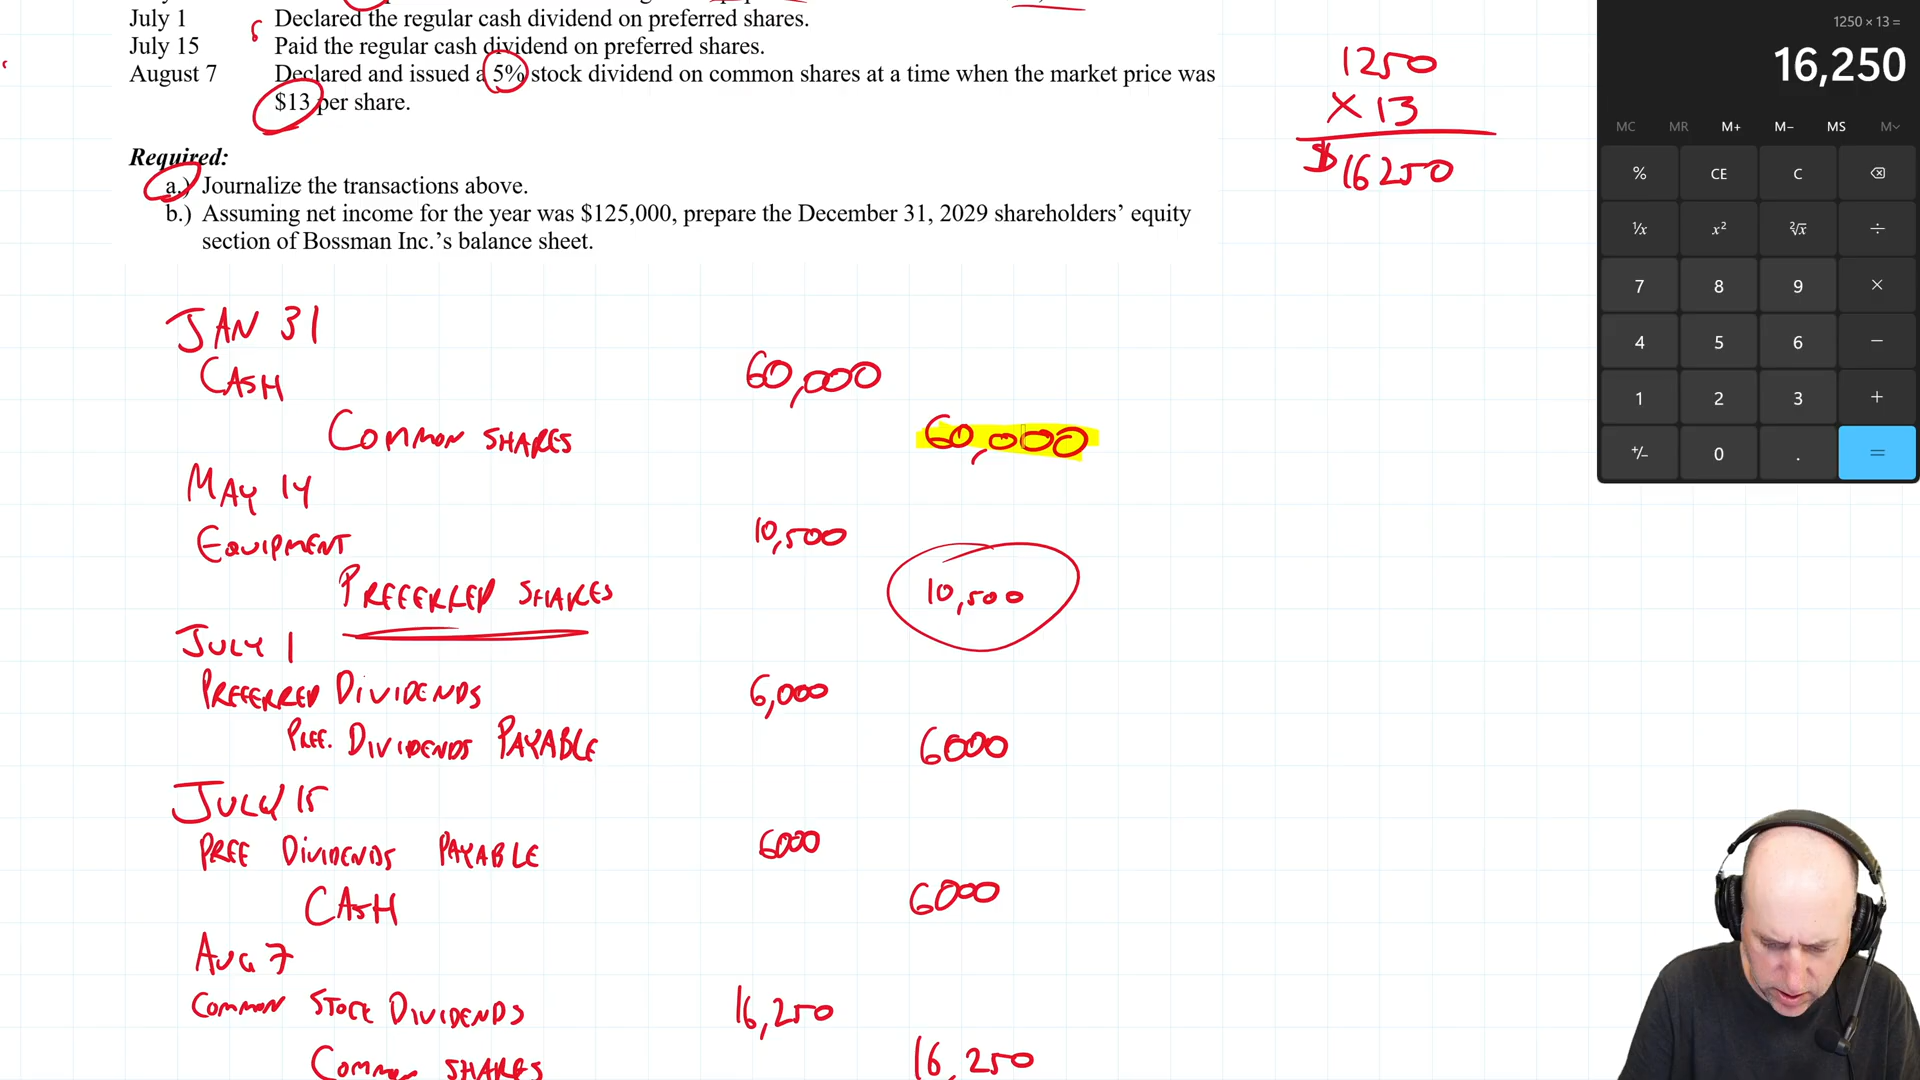 July 1 Declared the regular cash dividend on preferred shares.
July 15 Paid the regular cash dividend on preferred shares.
August 7 Declared and issued a 5% stock dividend on common shares at a time when the market price was
$13 per share.
Required:
a.) Journalize the transactions above.
b.) Assuming net income for the year was $125,000, prepare the December 31, 2029 shareholders’ equity
section of Bossman Inc.’s balance sheet.
1250
X 13
$16250
JAN 31
CASH 60,000
COMMON SHARES 60,000
MAY 14
EQUIPMENT 10,500
PREFERRED SHARES 10,500
JULY 1
PREFERRED DIVIDENDS 6,000
PREF. DIVIDENDS PAYABLE 6000
JULY 15
PREF DIVIDENDS PAYABLE 6000
CASH 6000
AUG 7
COMMON STOCK DIVIDENDS 16,250
COMMON SHARES 16,250
1250 × 13 =
16,250
MC MR M+ M− MS M˅
% CE C ⌫
¹/x x² ²√x ÷
7 8 9 ×
4 5 6 −
1 2 3 +
+/− 0 . =